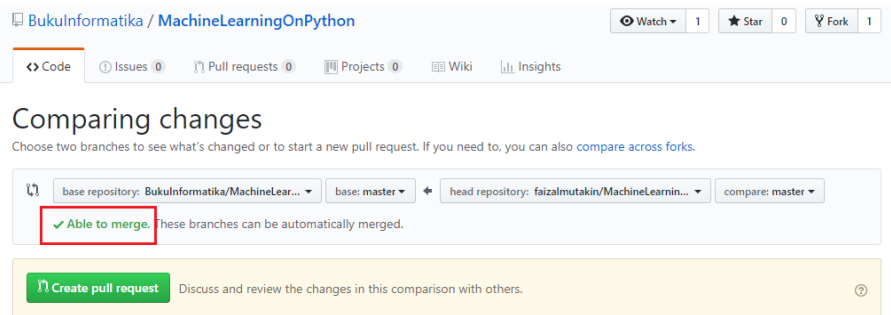 BukuInformatika / MachineLearningOnPython
Watch 1 Star 0 Fork 1
Code Issues 0 Pull requests 0 Projects 0 Wiki Insights
Comparing changes
Choose two branches to see what's changed or to start a new pull request. If you need to, you can also compare across forks.
base repository: BukuInformatika/MachineLear... base: master head repository: faizalmutakin/MachineLearnin... compare: master
Able to merge. These branches can be automatically merged.
Create pull request Discuss and review the changes in this comparison with others.